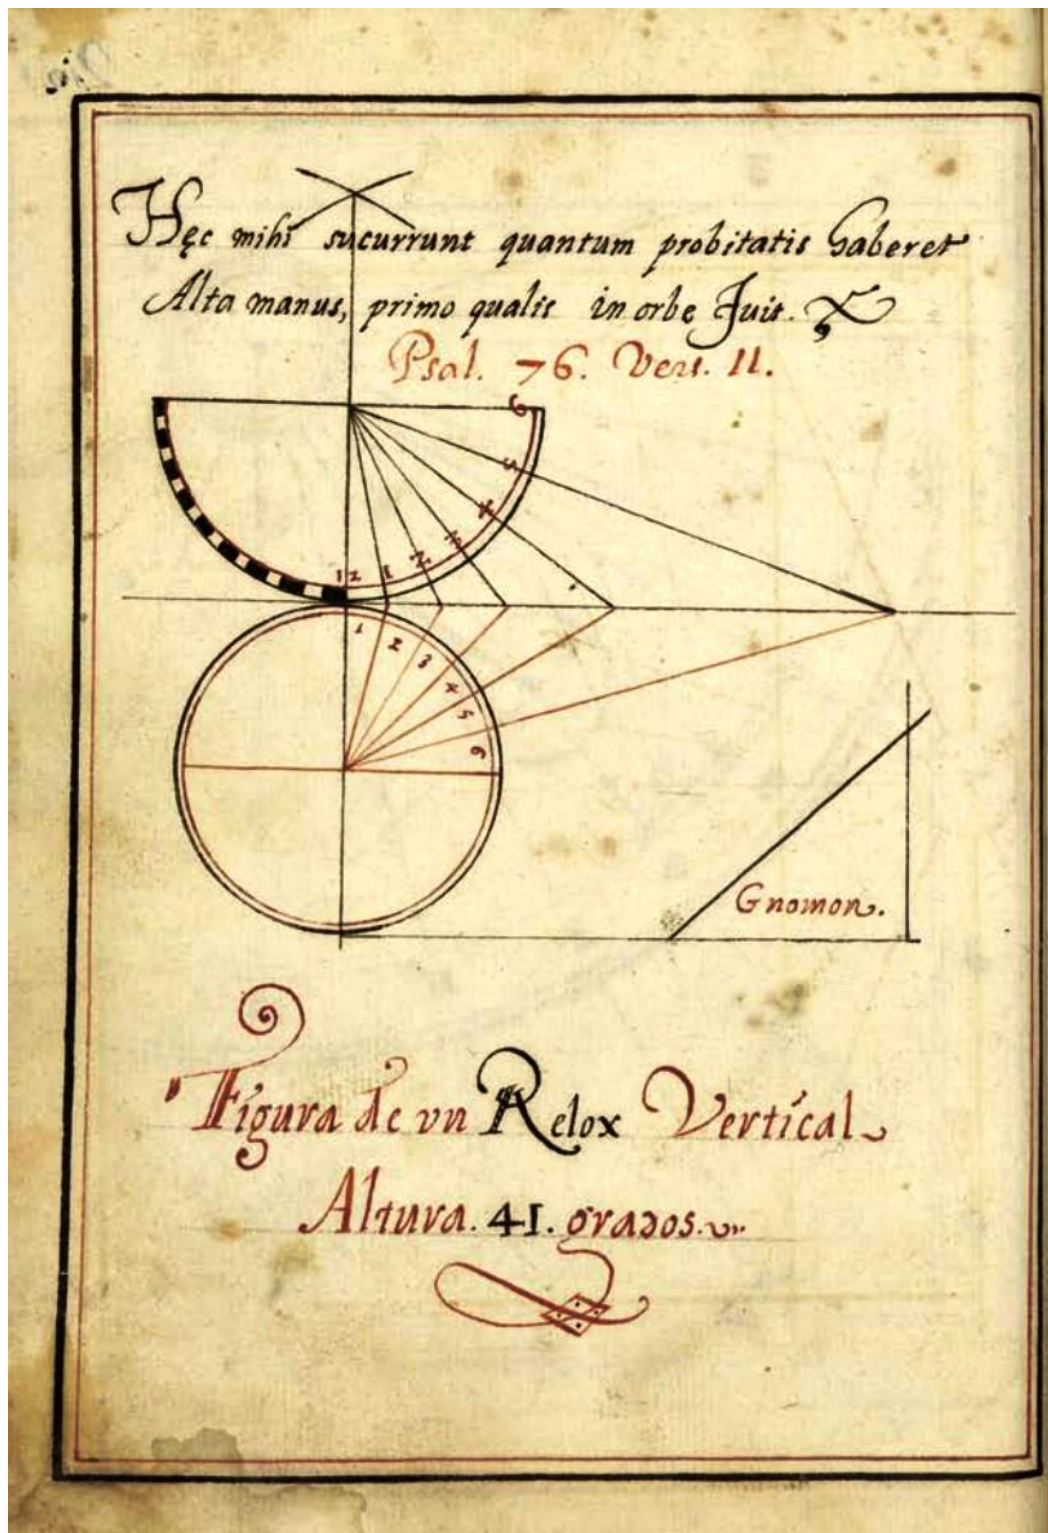 Hęc mihi sucurrunt quantum probitatis haberet
Alta manus, primo qualis in orbe fuit.
Psal. 76. Vers. 11.
6
5
4
3
2
1
12
1
2
3
4
5
6
Gnomon.
Figura de vn Relox Vertical
Altura. 41. grados.